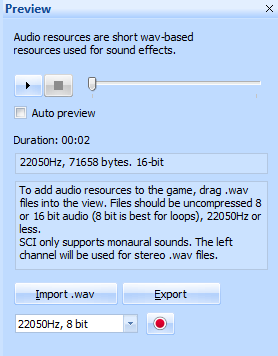 Preview
Audio resources are short wav-based
resources used for sound effects.
Auto preview
Duration: 00:02
22050Hz, 71658 bytes. 16-bit
To add audio resources to the game, drag .wav
files into the view. Files should be uncompressed 8
or 16 bit audio (8 bit is best for loops), 22050Hz or
less.
SCI only supports monaural sounds. The left
channel will be used for stereo .wav files.
Import .wav
Export
22050Hz, 8 bit